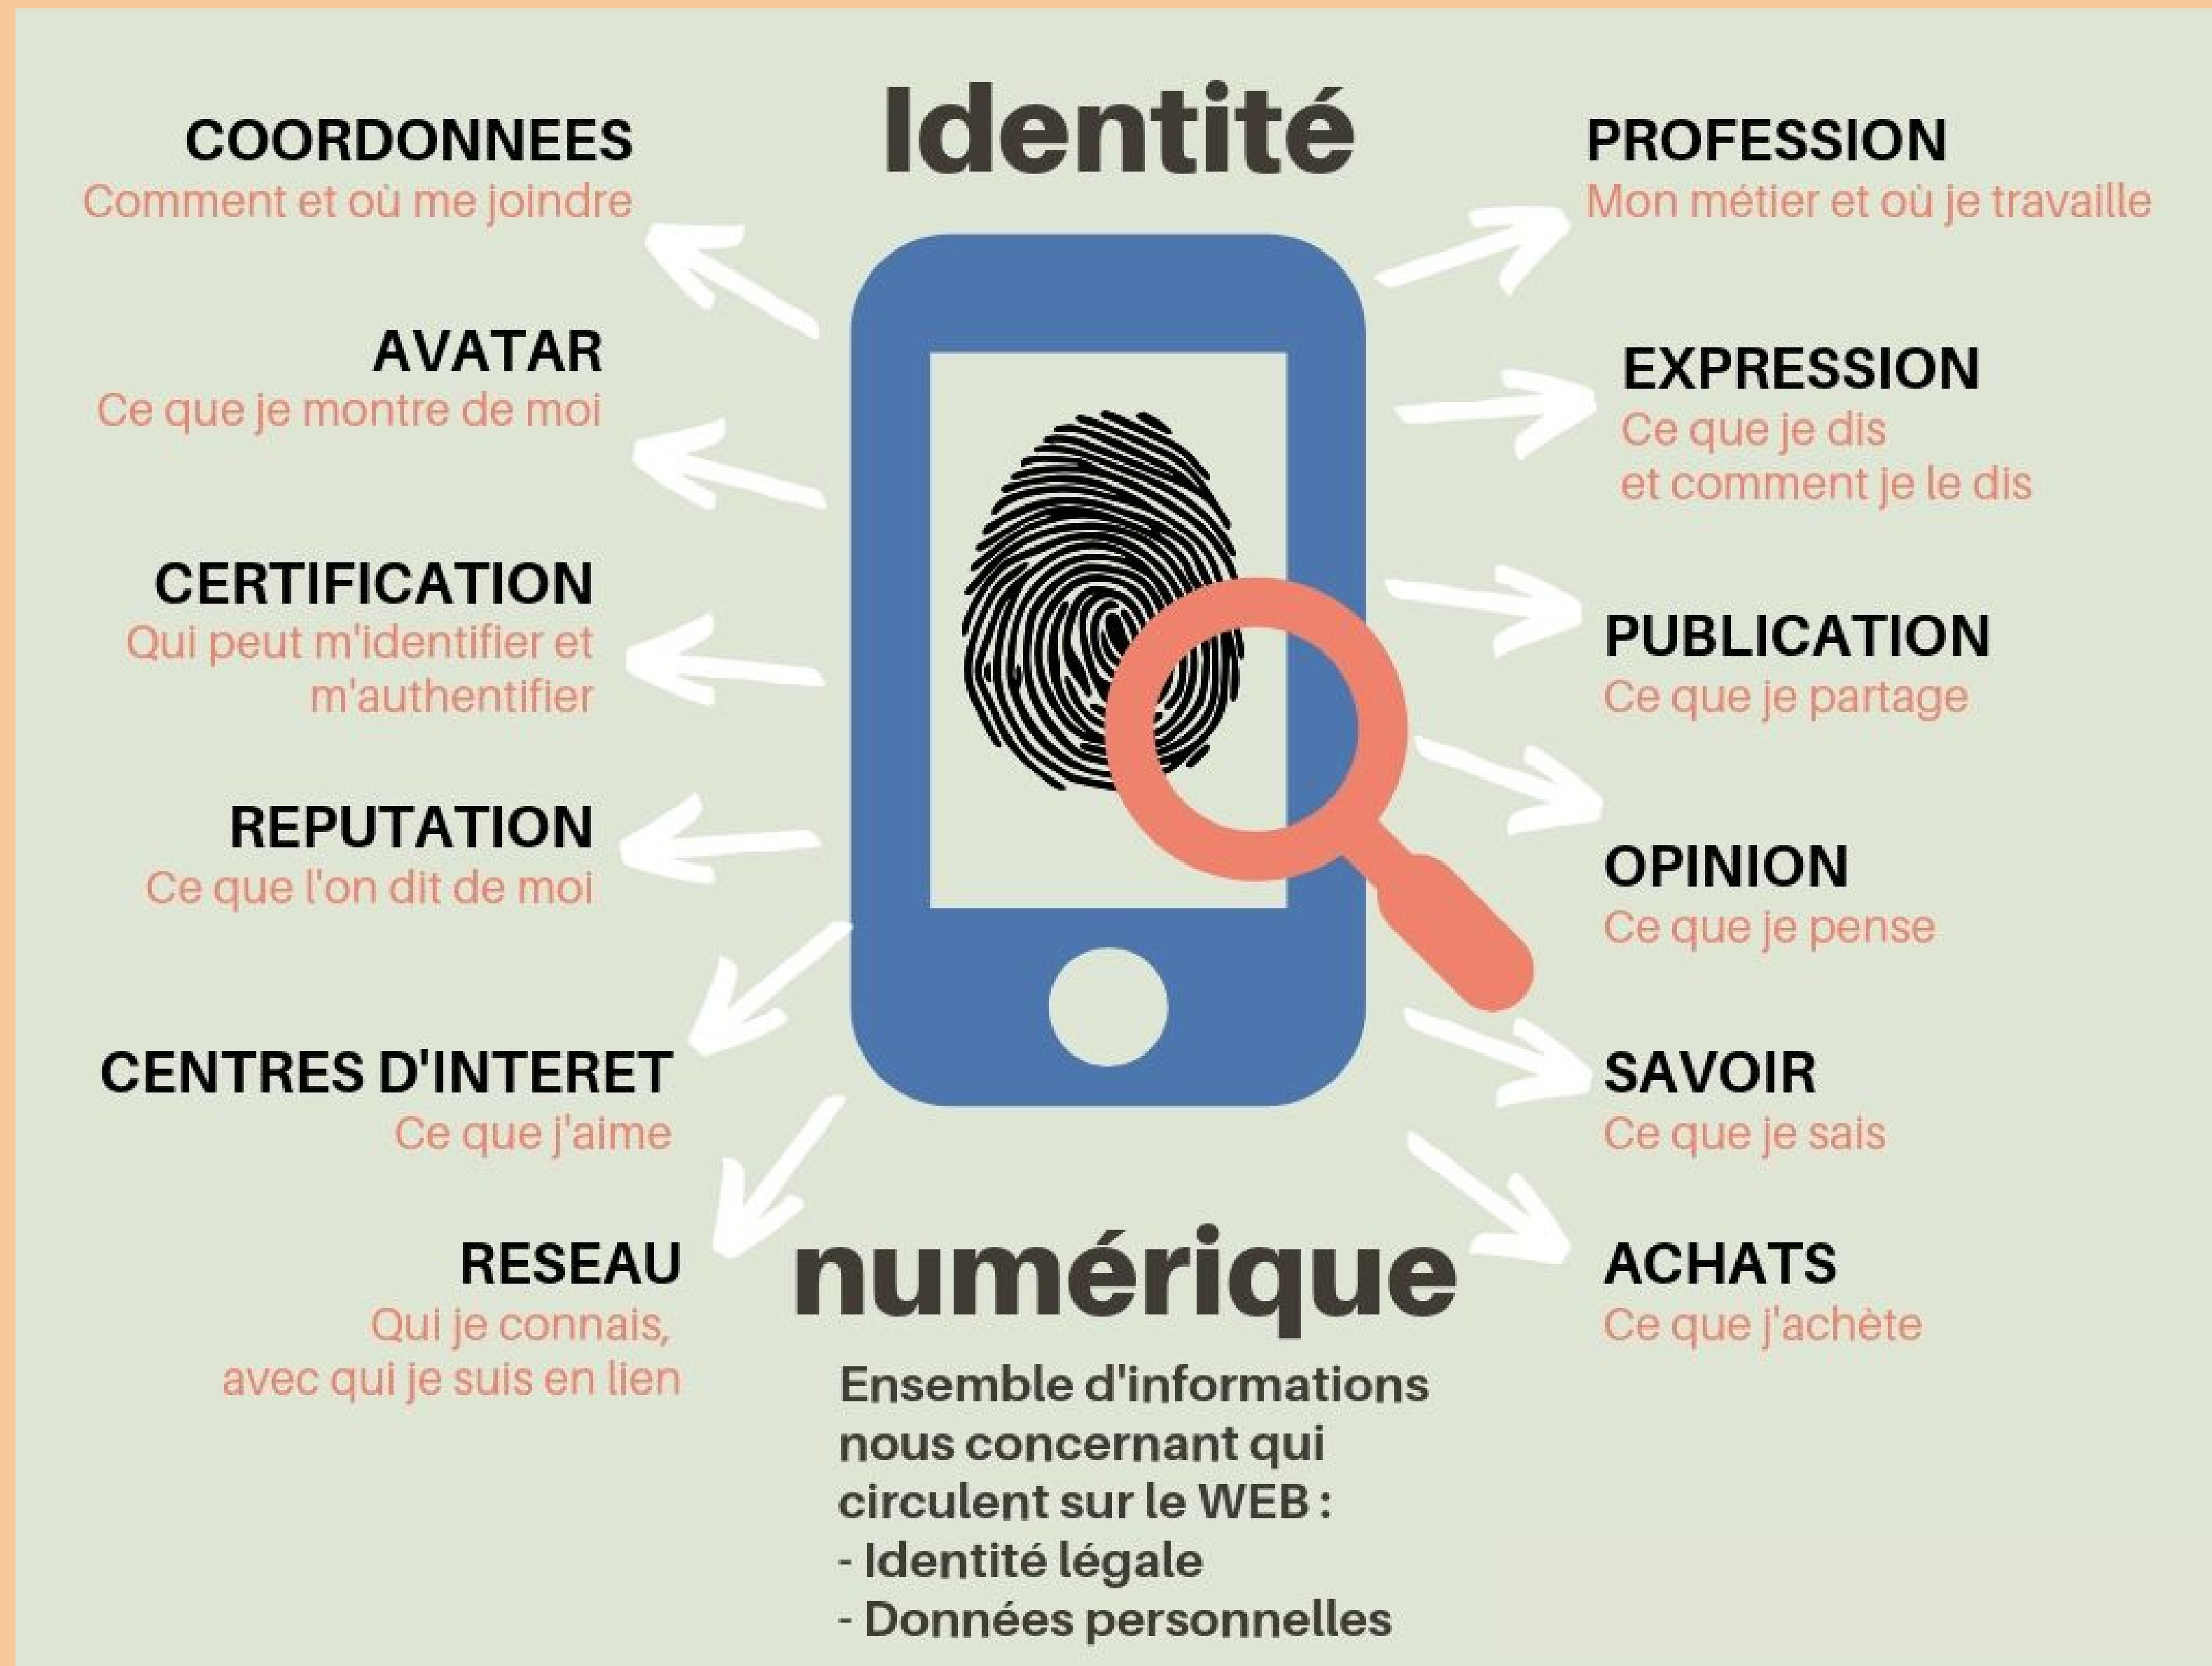 Identité
COORDONNEES
Comment et où me joindre
AVATAR
Ce que je montre de moi
CERTIFICATION
Qui peut m'identifier et
m'authentifier
REPUTATION
Ce que l'on dit de moi
CENTRES D'INTERET
Ce que j'aime
RESEAU
Qui je connais,
avec qui je suis en lien
PROFESSION
Mon métier et où je travaille
EXPRESSION
Ce que je dis
et comment je le dis
PUBLICATION
Ce que je partage
OPINION
Ce que je pense
SAVOIR
Ce que je sais
ACHATS
Ce que j'achète
numérique
Ensemble d'informations
nous concernant qui
circulent sur le WEB :
- Identité légale
- Données personnelles